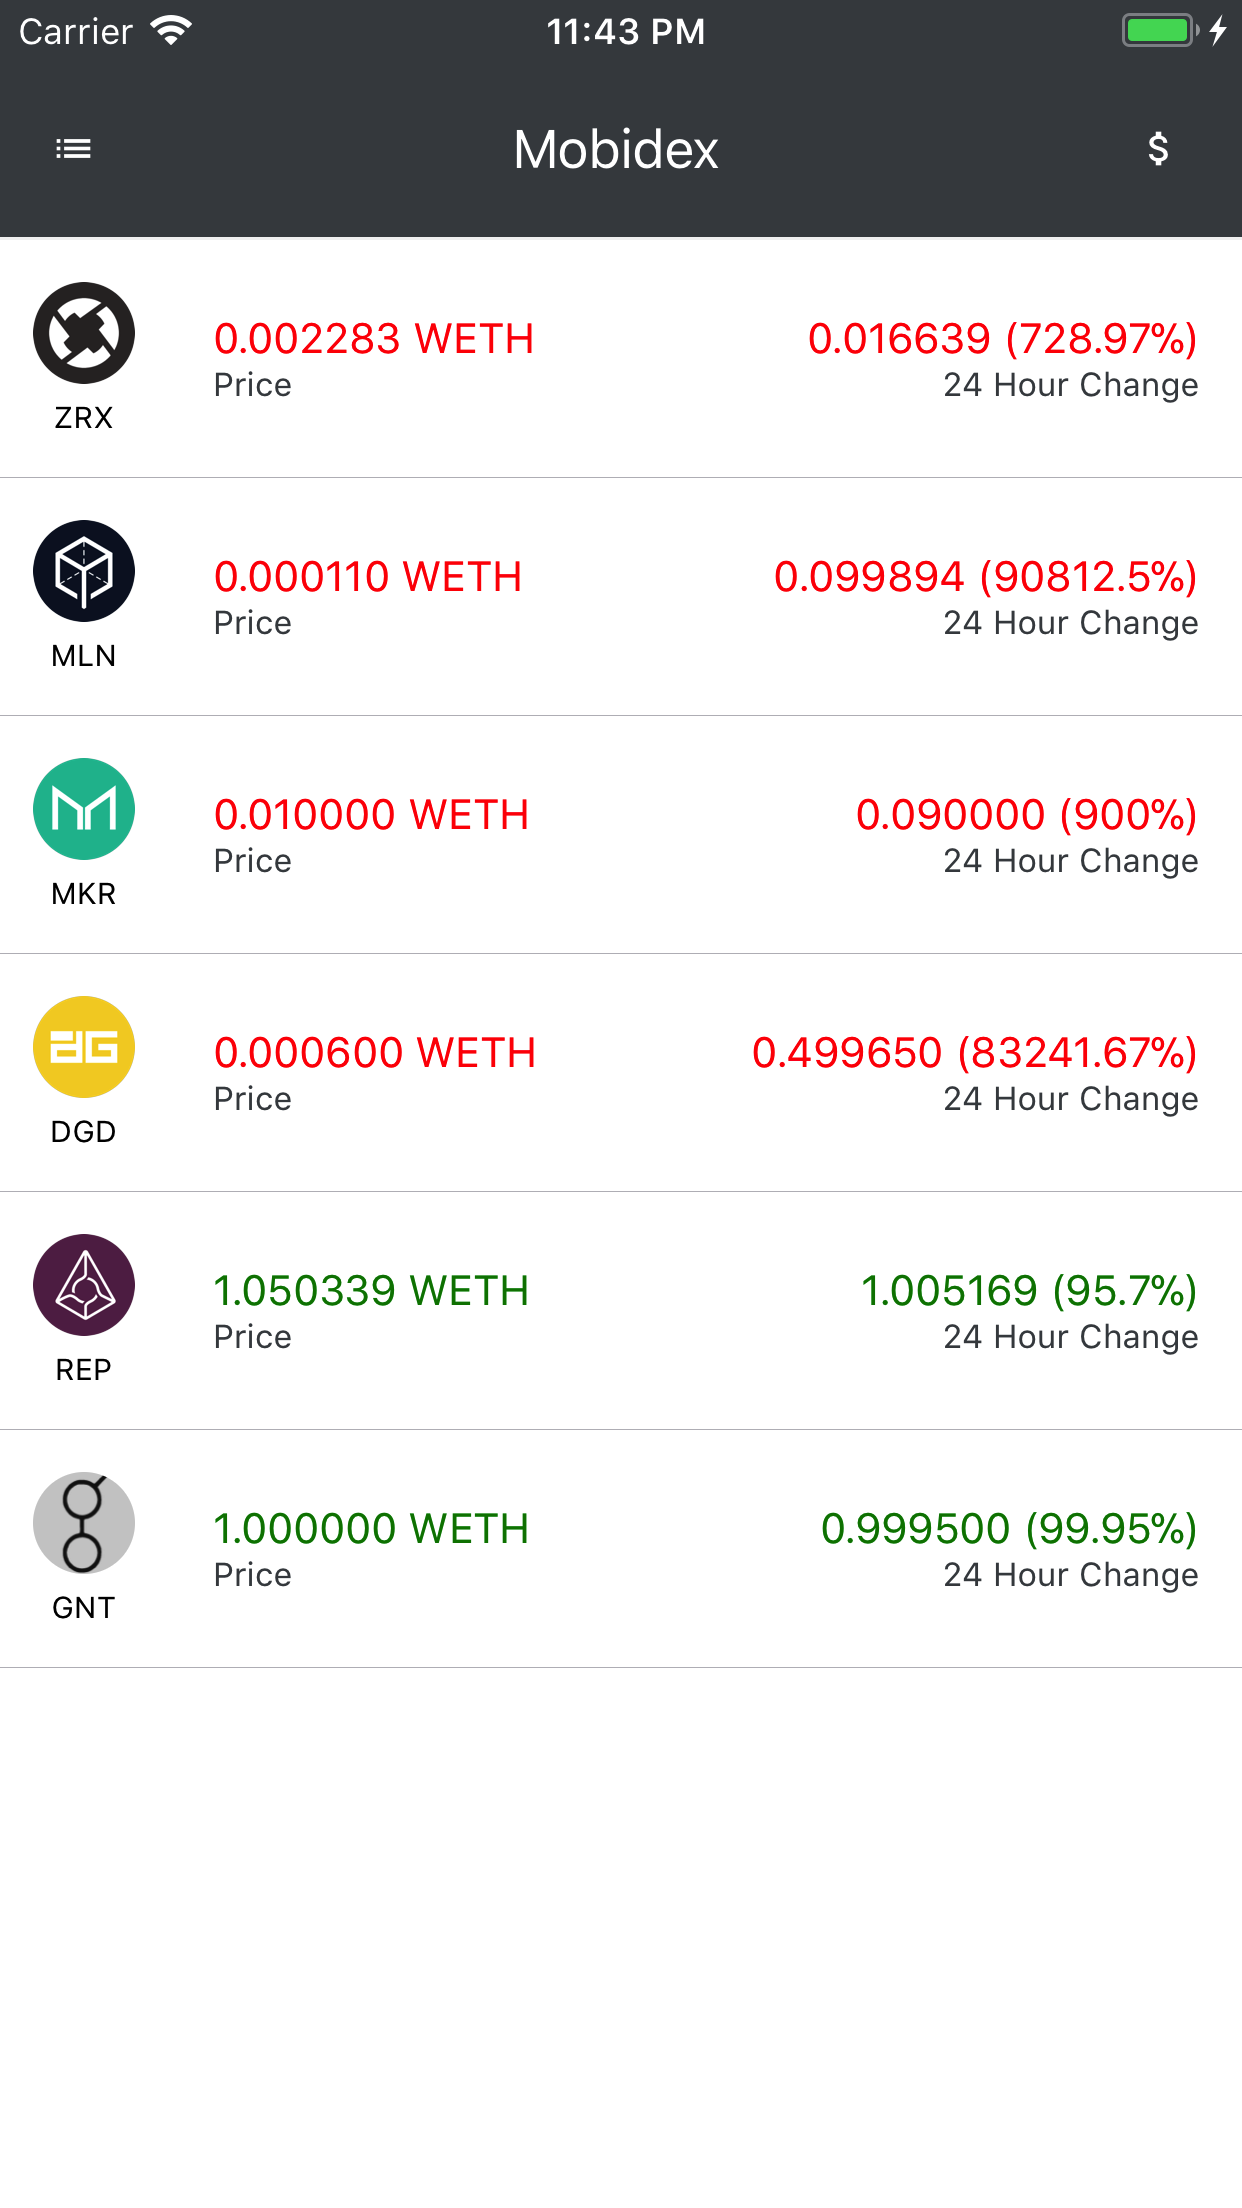 Carrier 11:43 PM
Mobidex $
ZRX
0.002283 WETH 0.016639 (728.97%)
Price 24 Hour Change
MLN
0.000110 WETH 0.099894 (90812.5%)
Price 24 Hour Change
MKR
0.010000 WETH 0.090000 (900%)
Price 24 Hour Change
DGD
0.000600 WETH 0.499650 (83241.67%)
Price 24 Hour Change
REP
1.050339 WETH 1.005169 (95.7%)
Price 24 Hour Change
GNT
1.000000 WETH 0.999500 (99.95%)
Price 24 Hour Change